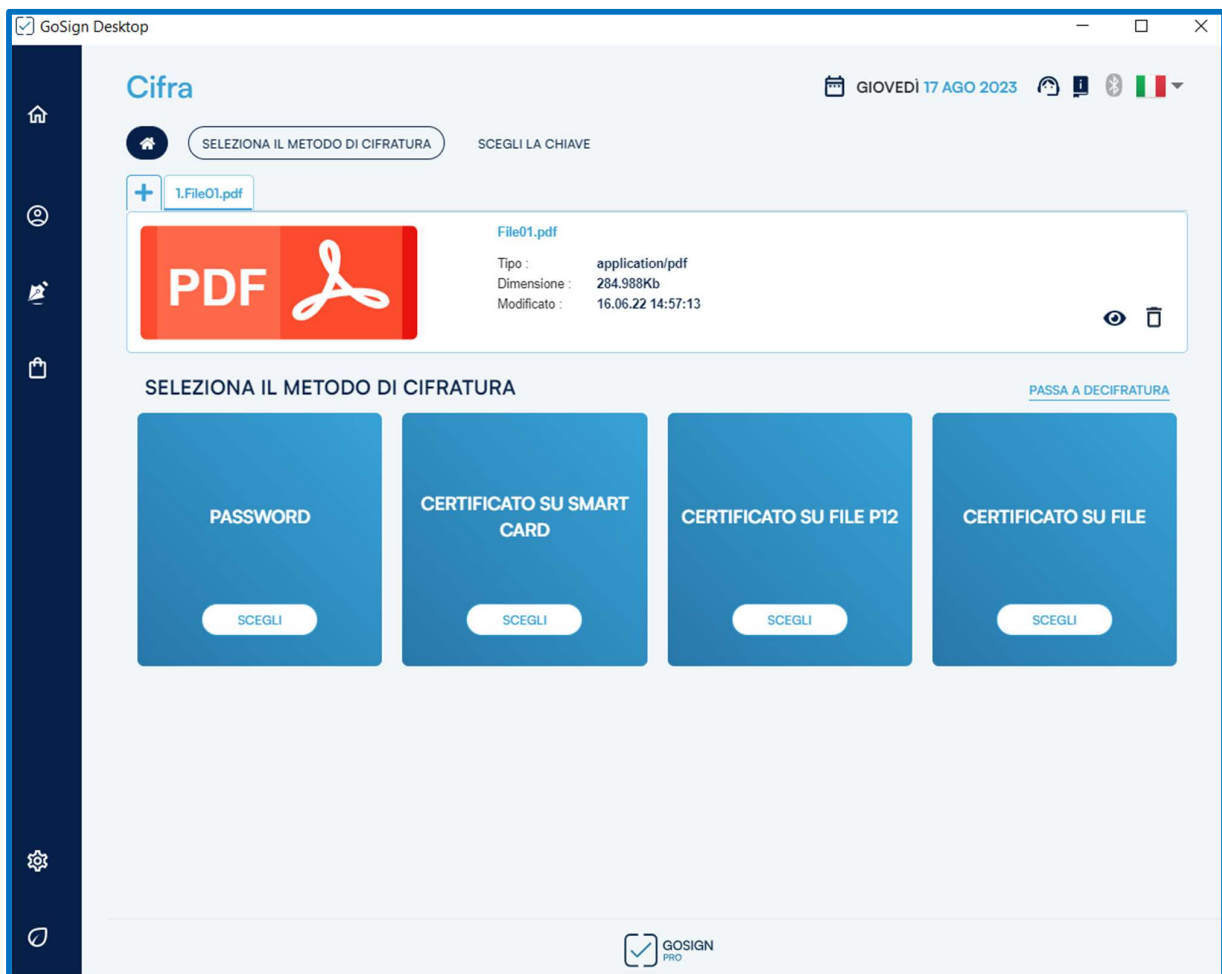 GoSign Desktop
Cifra
GIOVEDÌ 17 AGO 2023
SELEZIONA IL METODO DI CIFRATURA
SCEGLI LA CHIAVE
1.File01.pdf
PDF
File01.pdf
Tipo : application/pdf
Dimensione : 284.988Kb
Modificato : 16.06.22 14:57:13
SELEZIONA IL METODO DI CIFRATURA
PASSA A DECIFRATURA
PASSWORD
SCEGLI
CERTIFICATO SU SMART
CARD
SCEGLI
CERTIFICATO SU FILE P12
SCEGLI
CERTIFICATO SU FILE
SCEGLI
GOSIGN
PRO